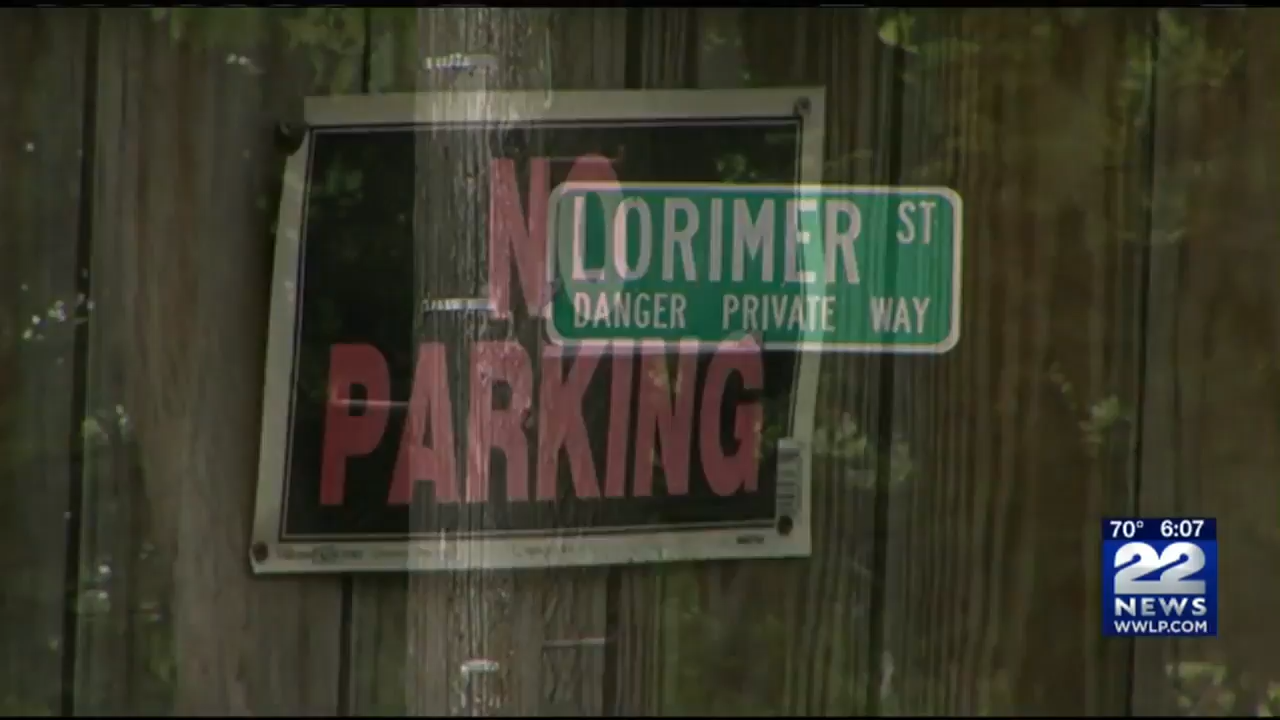 NO
PARKING
LORIMER ST
DANGER PRIVATE WAY
70° 6:07
22
NEWS
WWLP.COM